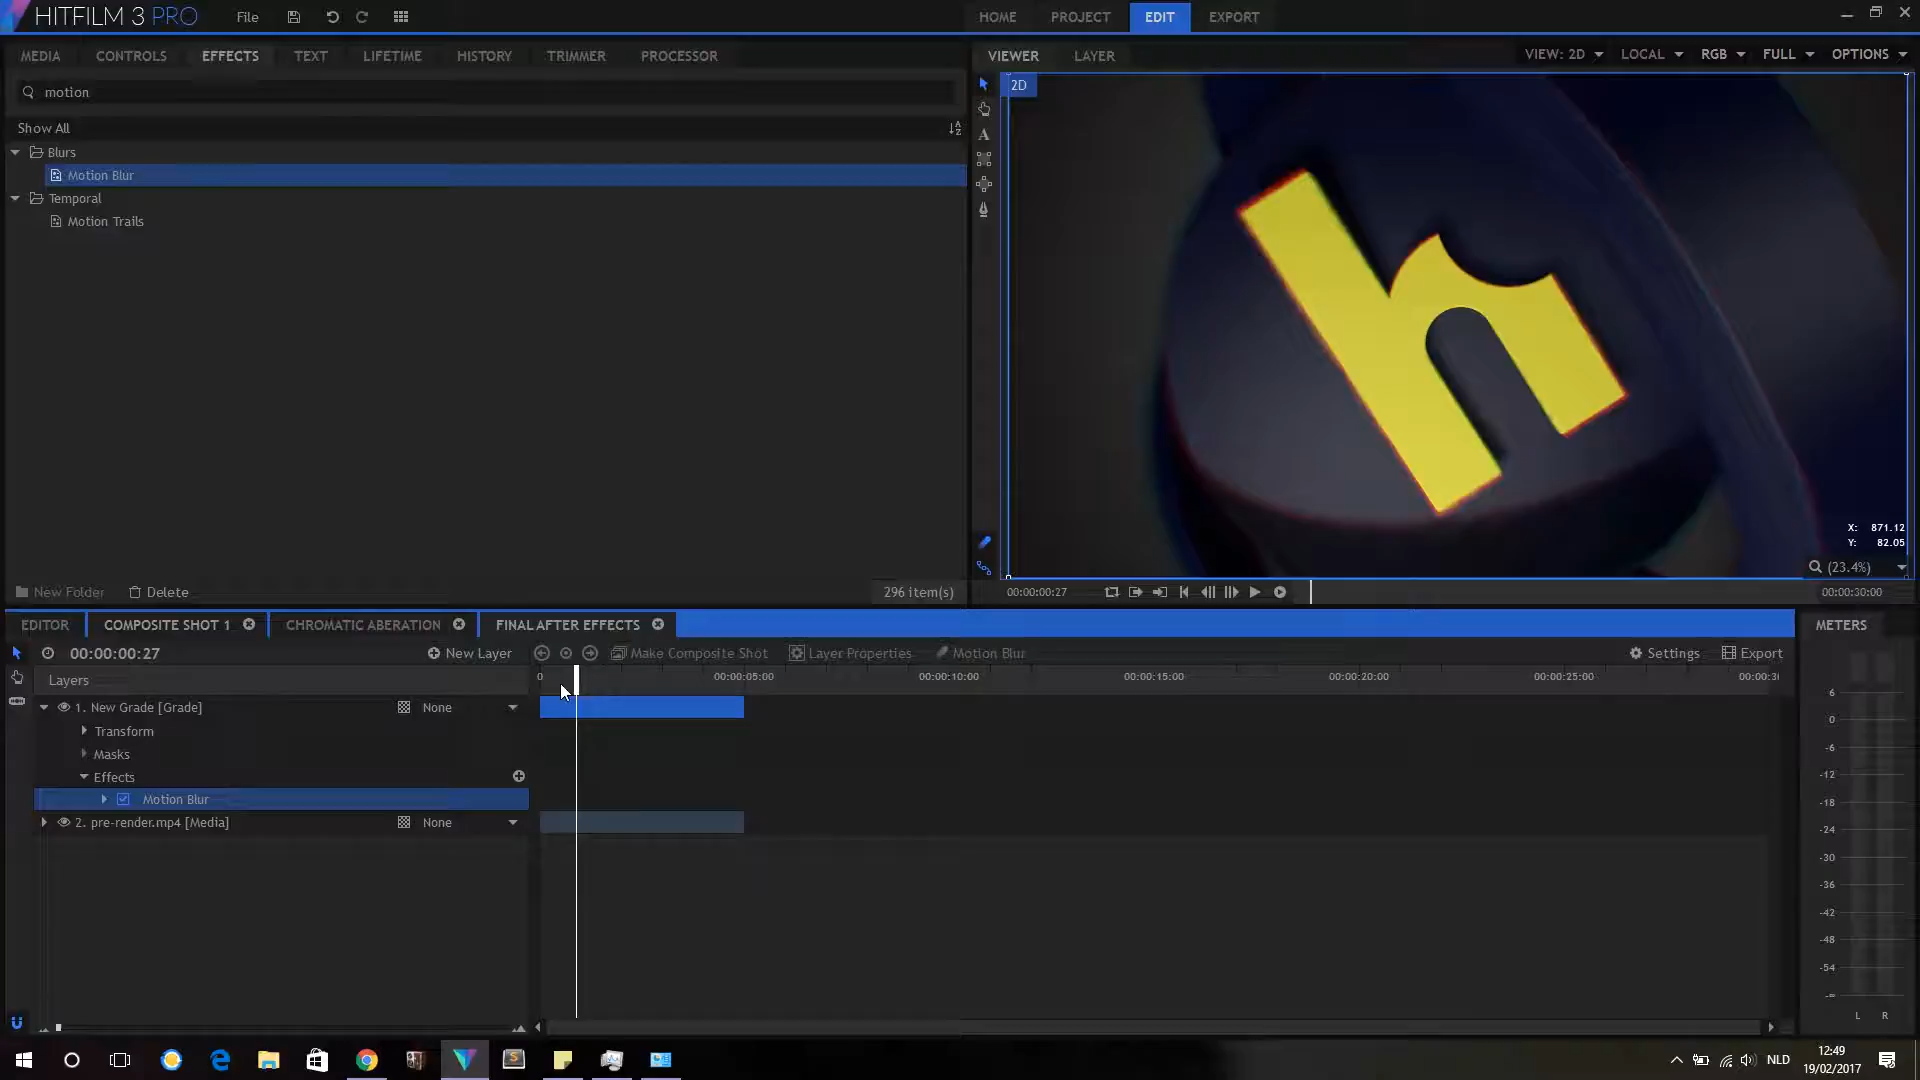 HITFILM 3 PRO
File
HOME
PROJECT
EDIT
EXPORT
MEDIA
CONTROLS
EFFECTS
TEXT
LIFETIME
HISTORY
TRIMMER
PROCESSOR
VIEWER
LAYER
VIEW: 2D
LOCAL
RGB
FULL
OPTIONS
motion
2D
Show All
Blurs
Motion Blur
Temporal
Motion Trails
h
X: 871.12
Y: 82.05
(23.4%)
New Folder
Delete
296 item(s)
00:00:00:27
00:00:30:00
EDITOR
COMPOSITE SHOT 1
CHROMATIC ABERATION
FINAL AFTER EFFECTS
METERS
00:00:00:27
New Layer
Make Composite Shot
Layer Properties
Motion Blur
Settings
Export
Layers
0
00:00:05:00
00:00:10:00
00:00:15:00
00:00:20:00
00:00:25:00
00:00:3
1. New Grade [Grade]
None
Transform
Masks
Effects
Motion Blur
2. pre-render.mp4 [Media]
None
6
0
-6
-12
-18
-24
-30
-36
-42
-48
-54
-∞
L R
NLD
12:49
19/02/2017